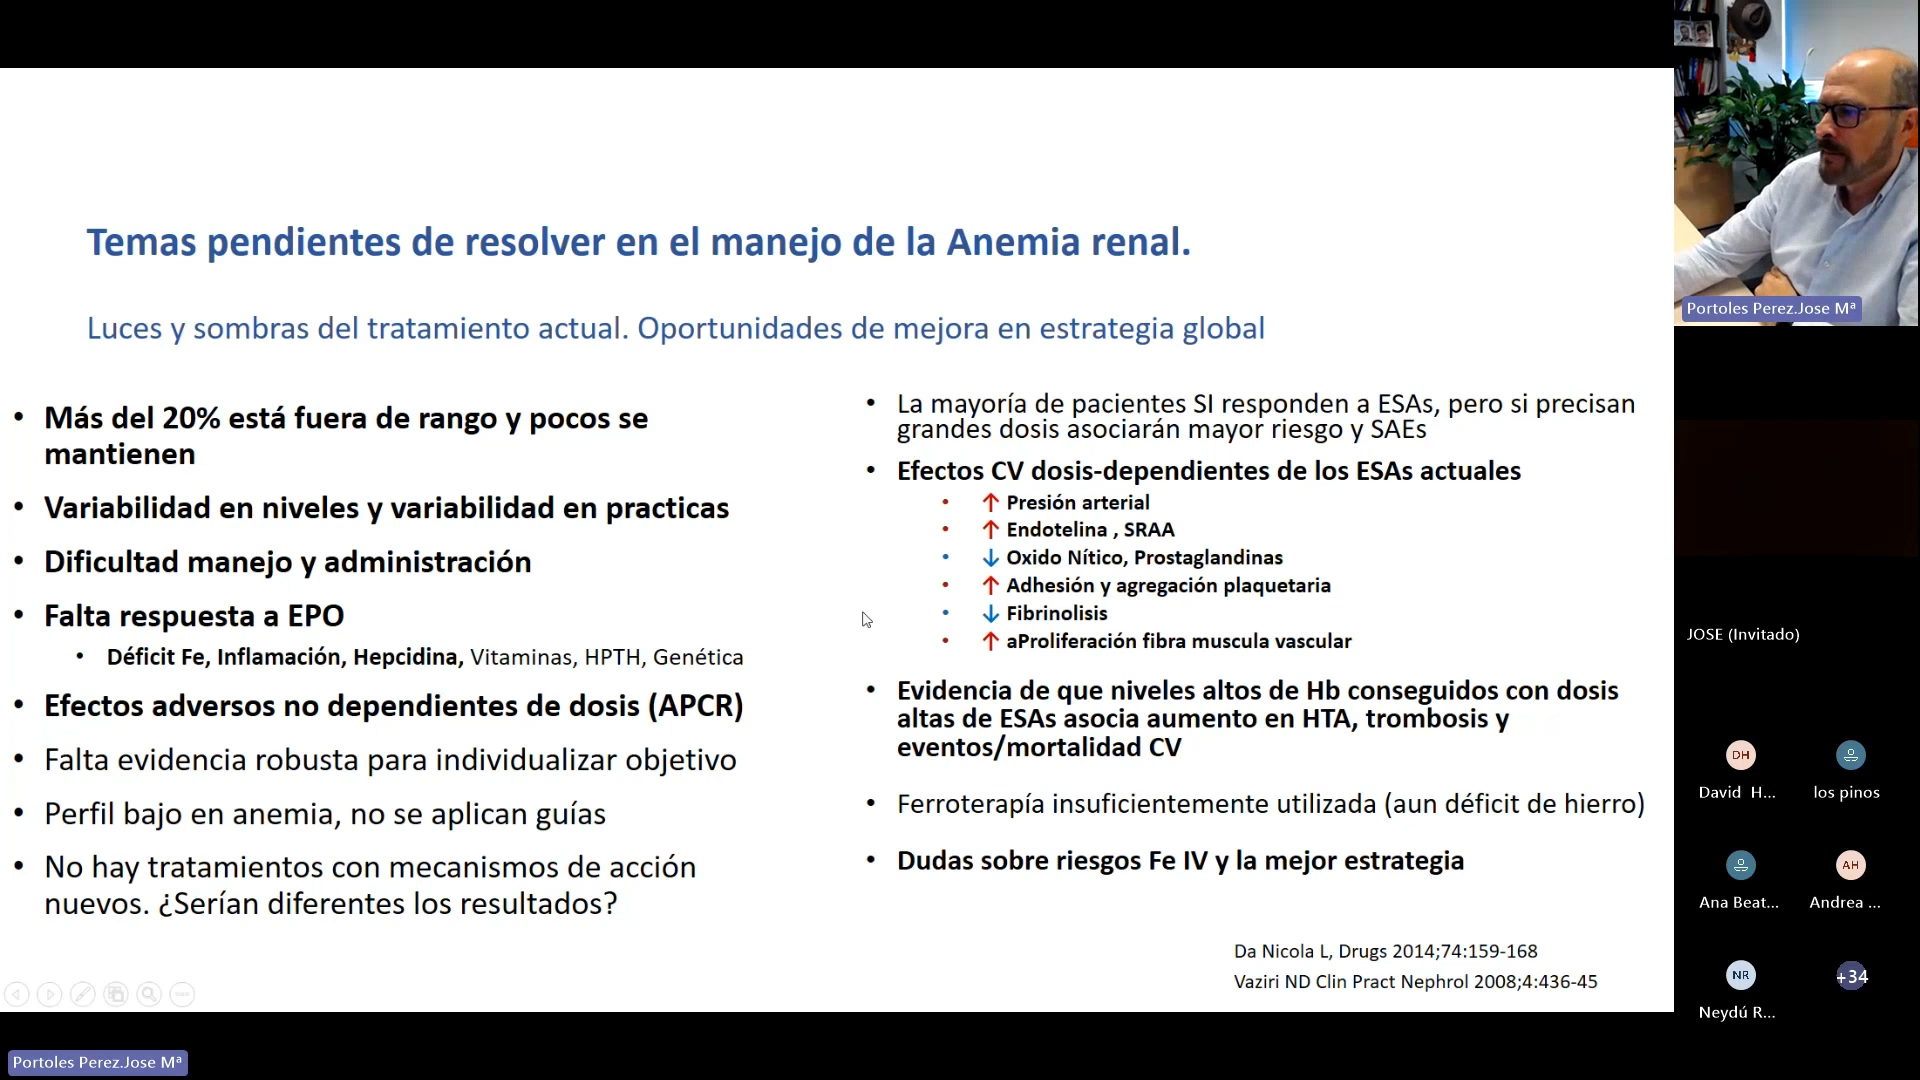 Temas pendientes de resolver en el manejo de la Anemia renal.
Luces y sombras del tratamiento actual. Oportunidades de mejora en estrategia global
• Más del 20% está fuera de rango y pocos se
mantienen
• Variabilidad en niveles y variabilidad en practicas
• Dificultad manejo y administración
• Falta respuesta a EPO
• Déficit Fe, Inflamación, Hepcidina, Vitaminas, HPTH, Genética
• Efectos adversos no dependientes de dosis (APCR)
• Falta evidencia robusta para individualizar objetivo
• Perfil bajo en anemia, no se aplican guías
• No hay tratamientos con mecanismos de acción
nuevos. ¿Serían diferentes los resultados?
• La mayoría de pacientes SI responden a ESAs, pero si precisan
grandes dosis asociarán mayor riesgo y SAEs
• Efectos CV dosis-dependientes de los ESAs actuales
• ↑ Presión arterial
• ↑ Endotelina , SRAA
• ↓ Oxido Nítico, Prostaglandinas
• ↑ Adhesión y agregación plaquetaria
• ↓ Fibrinolisis
• ↑ aProliferación fibra muscula vascular
• Evidencia de que niveles altos de Hb conseguidos con dosis
altas de ESAs asocia aumento en HTA, trombosis y
eventos/mortalidad CV
• Ferroterapía insuficientemente utilizada (aun déficit de hierro)
• Dudas sobre riesgos Fe IV y la mejor estrategia
Da Nicola L, Drugs 2014;74:159-168
Vaziri ND Clin Pract Nephrol 2008;4:436-45
Portoles Perez.Jose Mª
Portoles Perez.Jose Mª
JOSE (Invitado)
DH
David H...
los pinos
Ana Beat...
AH
Andrea ...
NR
Neydú R...
+34